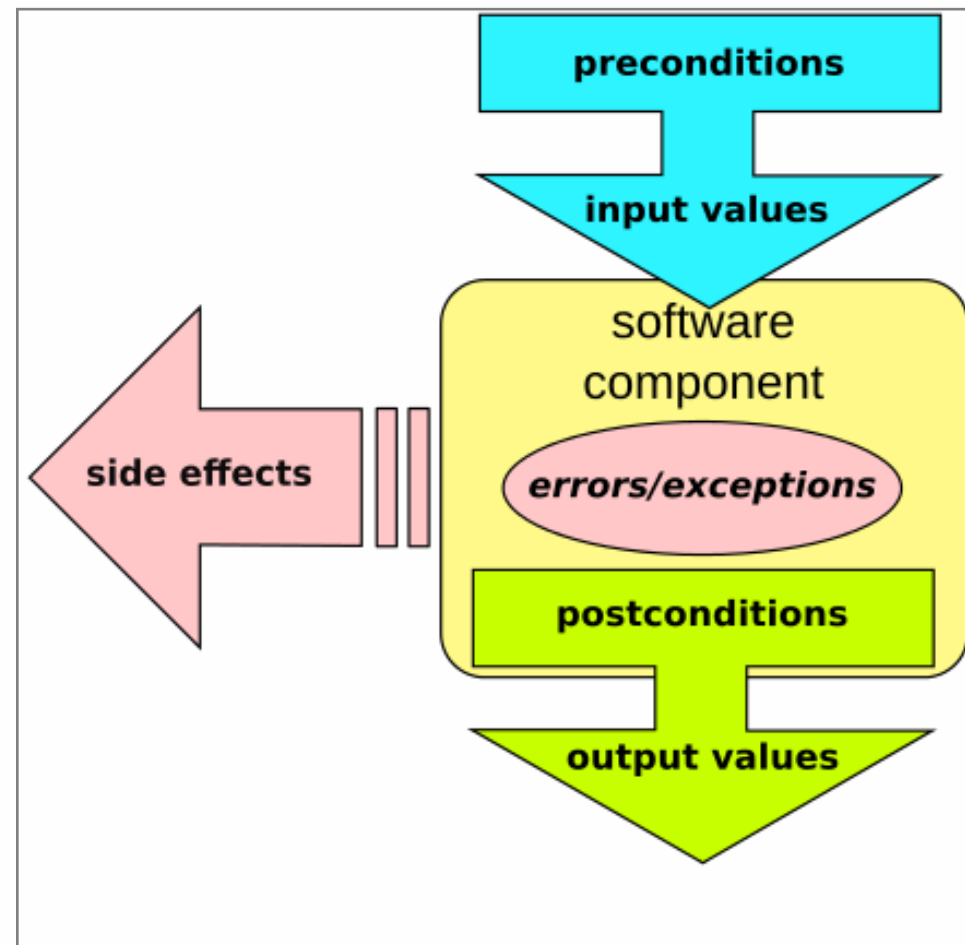 preconditions
input values
software
component
side effects
errors/exceptions
postconditions
output values